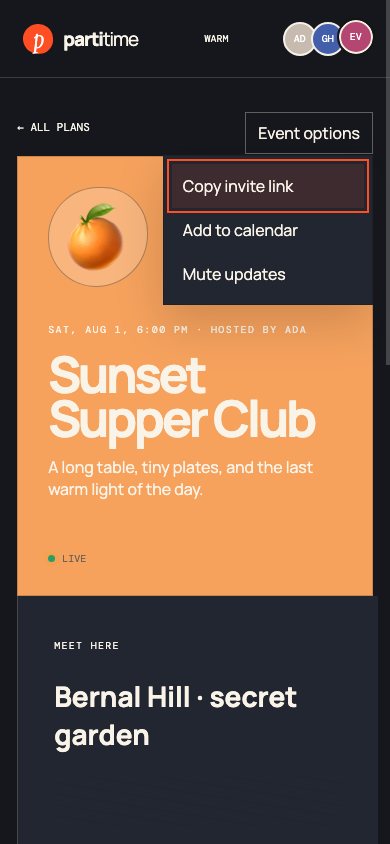 p partitime
WARM
AD GH EV
← ALL PLANS
Event options
Copy invite link
Add to calendar
Mute updates
SAT, AUG 1, 6:00 PM · HOSTED BY ADA
Sunset
Supper Club
A long table, tiny plates, and the last
warm light of the day.
LIVE
MEET HERE
Bernal Hill · secret
garden